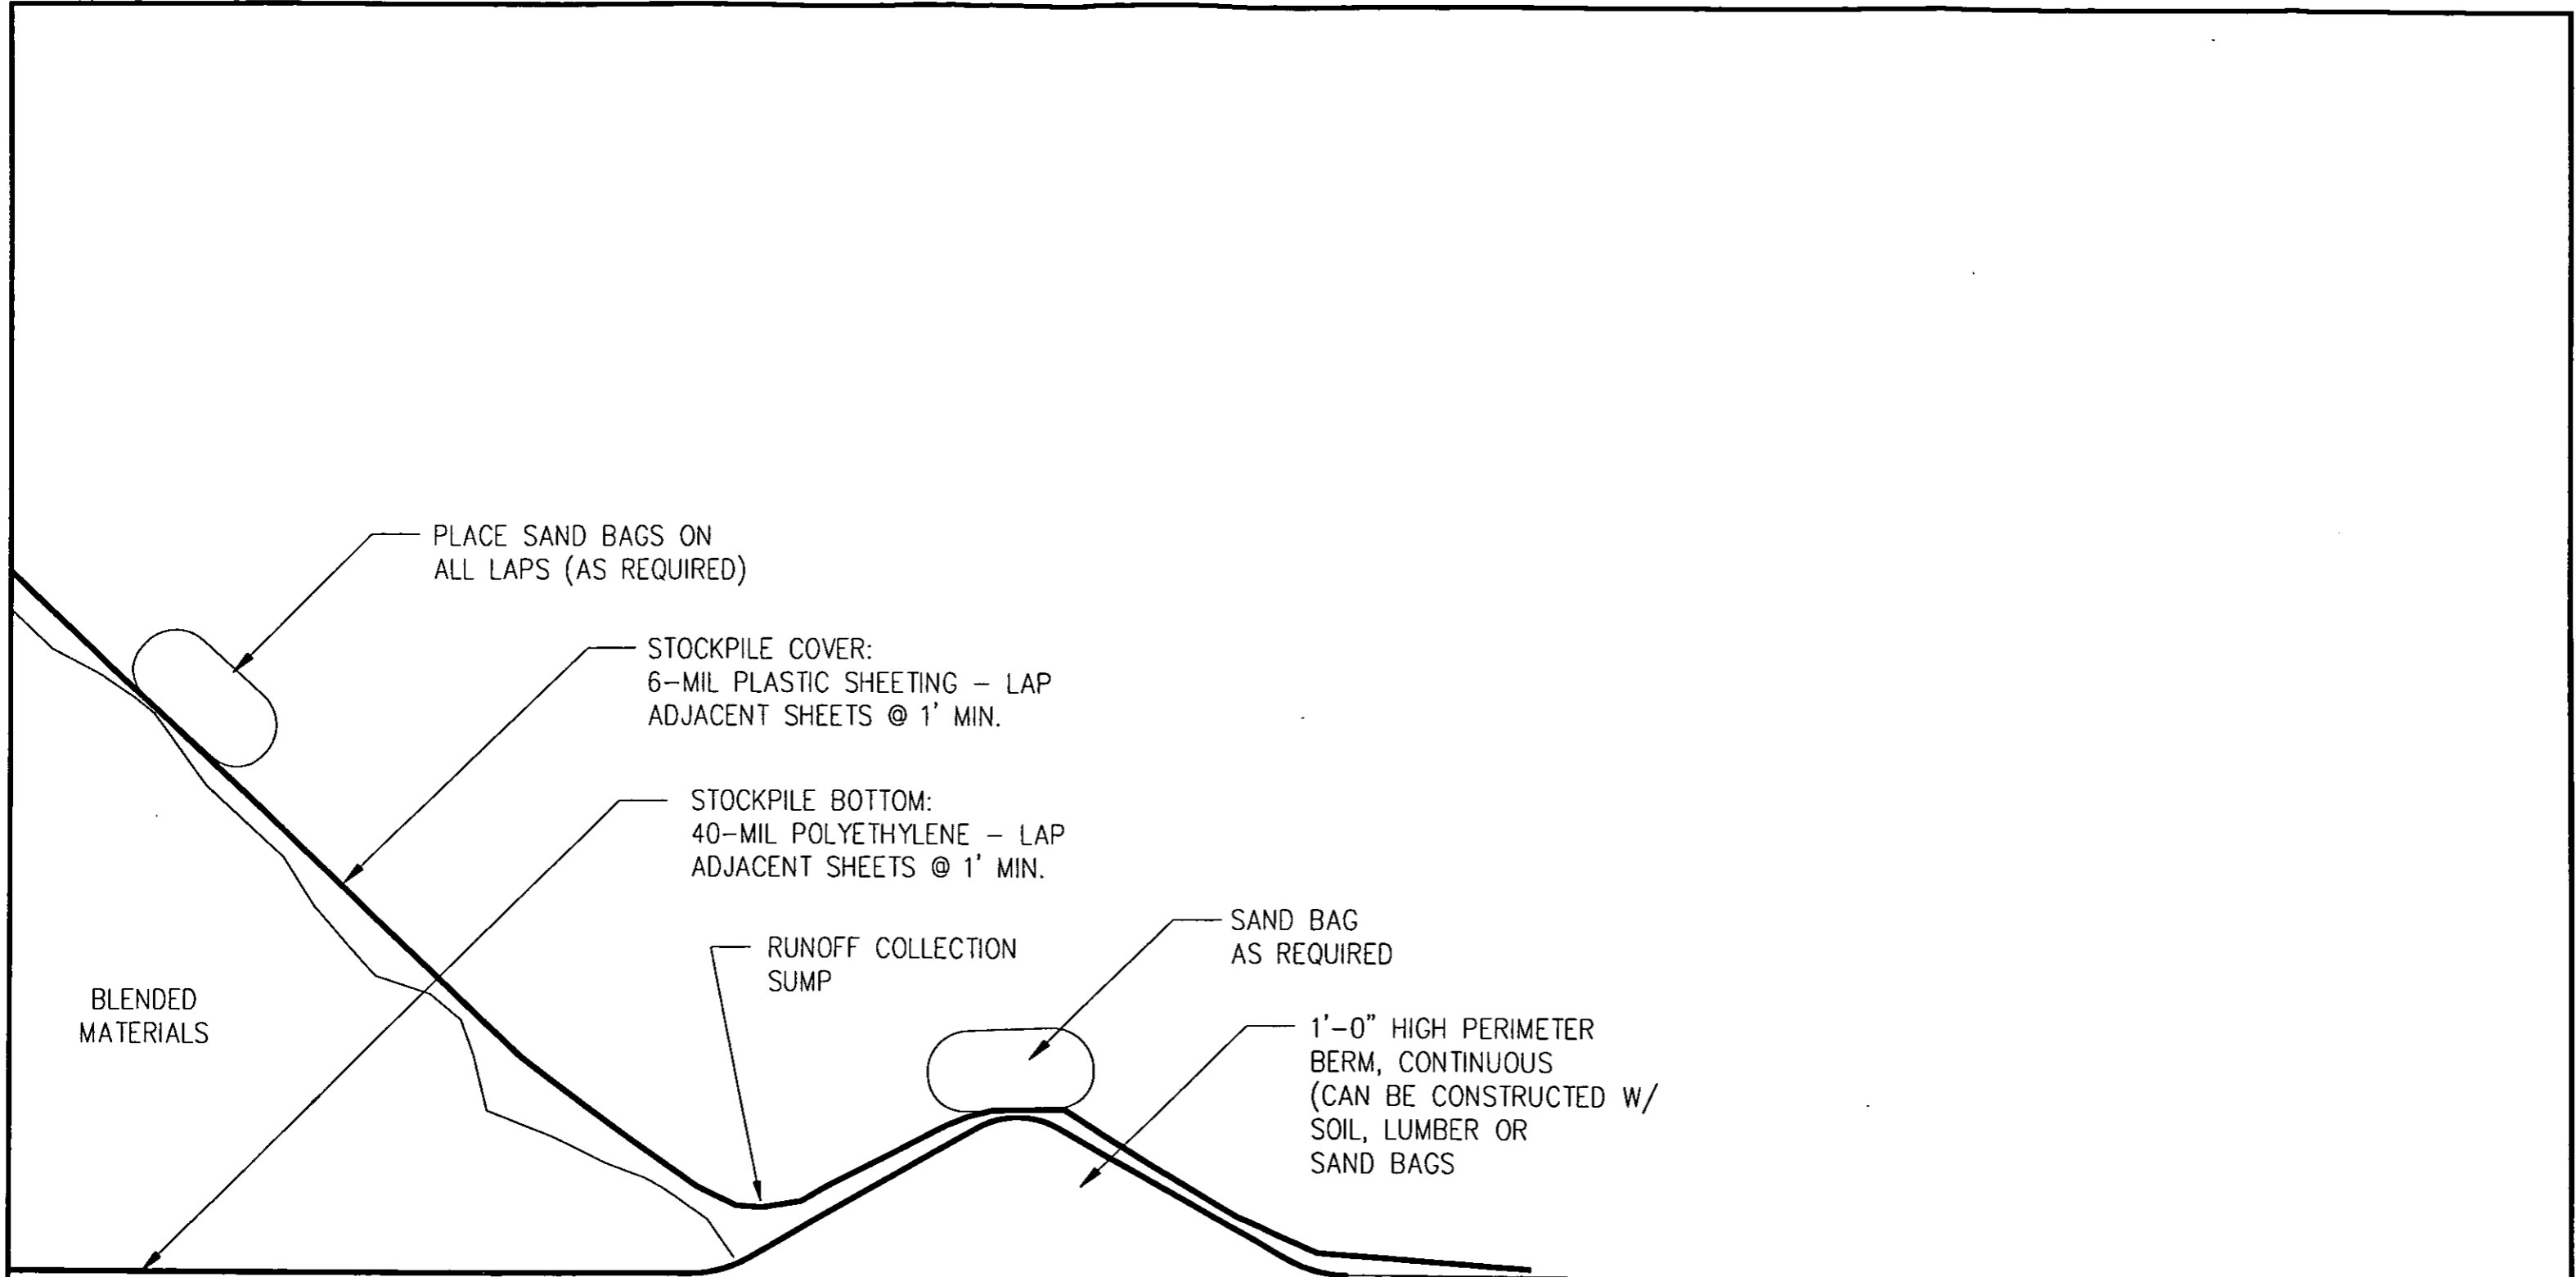 PLACE SAND BAGS ON
ALL LAPS (AS REQUIRED)
STOCKPILE COVER:
6-MIL PLASTIC SHEETING - LAP
ADJACENT SHEETS @ 1' MIN.
STOCKPILE BOTTOM:
40-MIL POLYETHYLENE - LAP
ADJACENT SHEETS @ 1' MIN.
RUNOFF COLLECTION
SUMP
SAND BAG
AS REQUIRED
BLENDED
MATERIALS
1'-0" HIGH PERIMETER
BERM, CONTINUOUS
(CAN BE CONSTRUCTED W/
SOIL, LUMBER OR
SAND BAGS